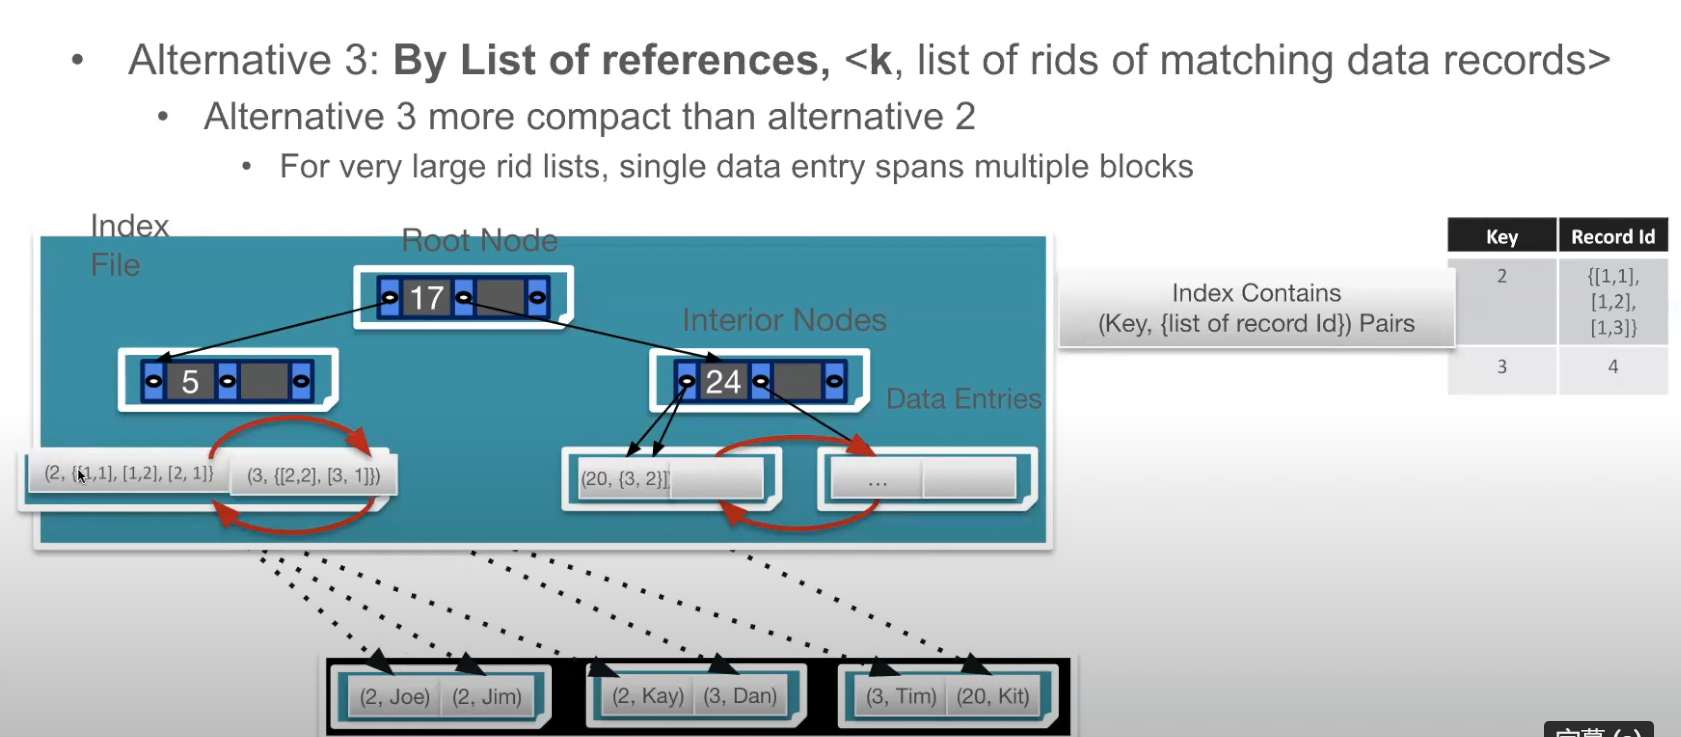 Alternative 3: By List of references, <k, list of rids of matching data records>
Alternative 3 more compact than alternative 2
For very large rid lists, single data entry spans multiple blocks
Index
File
Root Node
17
Interior Nodes
5
24
Data Entries
(2, {[1,1], [1,2], [2, 1]}
(3, {[2,2], [3, 1]})
(20, {3, 2}]
...
(2, Joe)
(2, Jim)
(2, Kay)
(3, Dan)
(3, Tim)
(20, Kit)
Index Contains
(Key, {list of record Id}) Pairs
Key Record Id
2 {[1,1],
[1,2],
[1,3]}
3 4